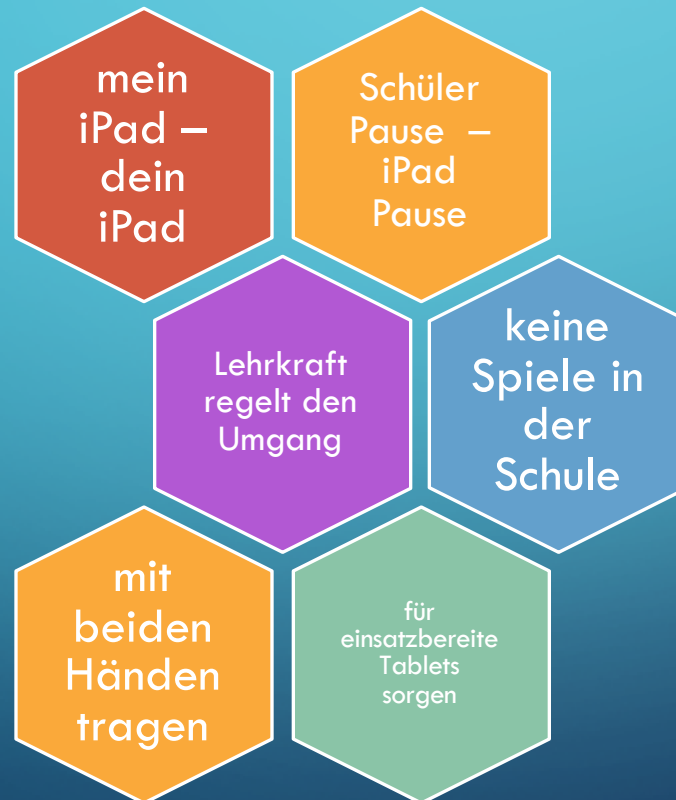 mein
iPad –
dein
iPad
Schüler
Pause –
iPad
Pause
Lehrkraft
regelt den
Umgang
keine
Spiele in
der
Schule
mit
beiden
Händen
tragen
für
einsatzbereite
Tablets
sorgen